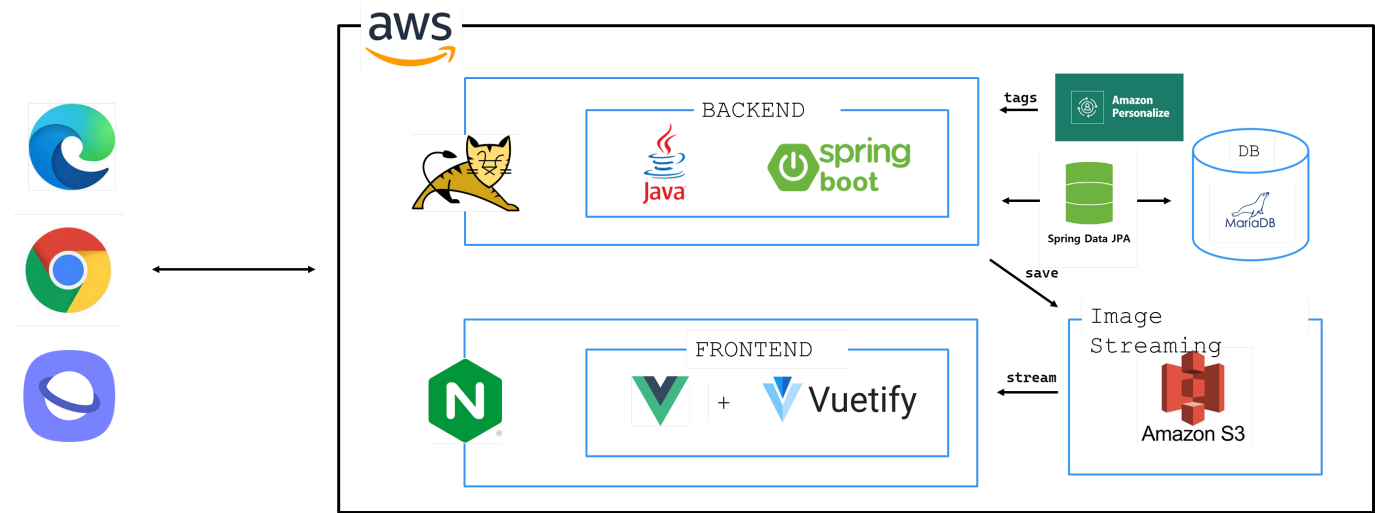 aws
BACKEND
Java
spring
boot
tags
Amazon
Personalize
DB
MariaDB
Spring Data JPA
save
FRONTEND
N
®
+
Vuetify
stream
Image
Streaming
Amazon S3